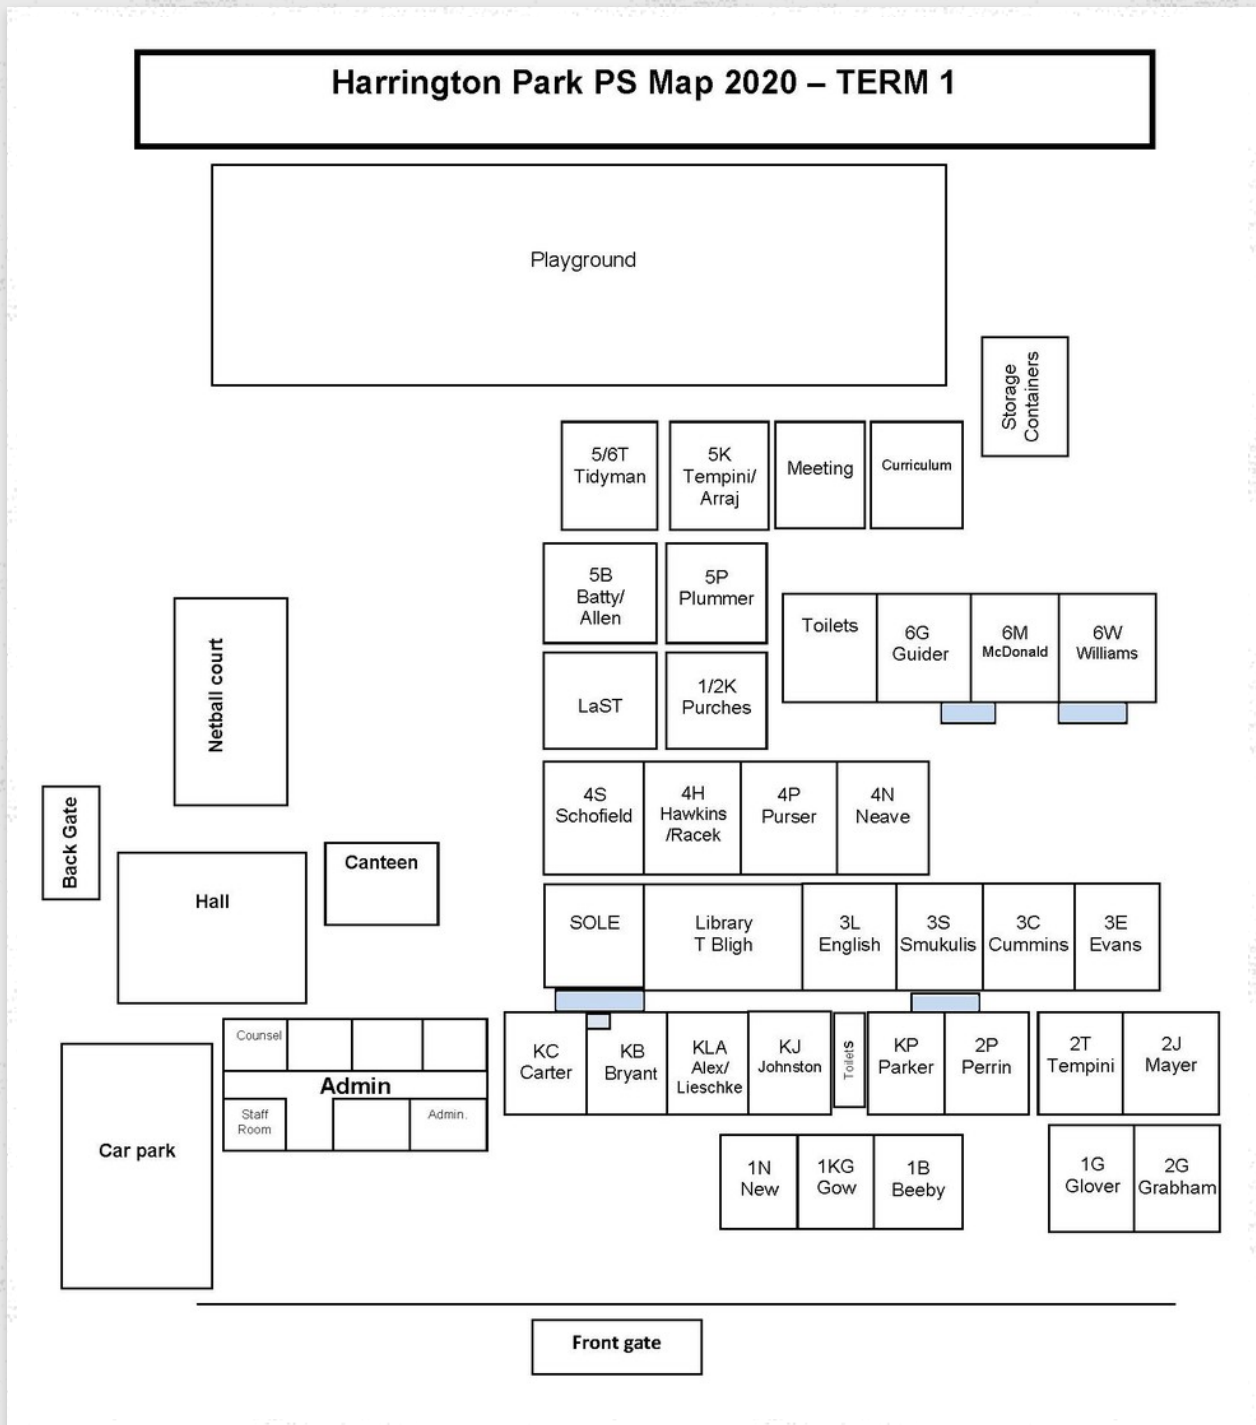 Harrington Park PS Map 2020 – TERM 1
Playground
Storage
Containers
5/6T
Tidyman
5K
Tempini/
Arraj
Meeting
Curriculum
5B
Batty/
Allen
5P
Plummer
Toilets
6G
Guider
6M
McDonald
6W
Williams
Netball court
LaST
1/2K
Purches
4S
Schofield
4H
Hawkins
/Racek
4P
Purser
4N
Neave
Back Gate
Hall
Canteen
SOLE
Library
T Bligh
3L
English
3S
Smukulis
3C
Cummins
3E
Evans
Counsel
Admin
Staff
Room
Admin.
KC
Carter
KB
Bryant
KLA
Alex/
Lieschke
KJ
Johnston
Toilets
KP
Parker
2P
Perrin
2T
Tempini
2J
Mayer
Car park
1N
New
1KG
Gow
1B
Beeby
1G
Glover
2G
Grabham
Front gate